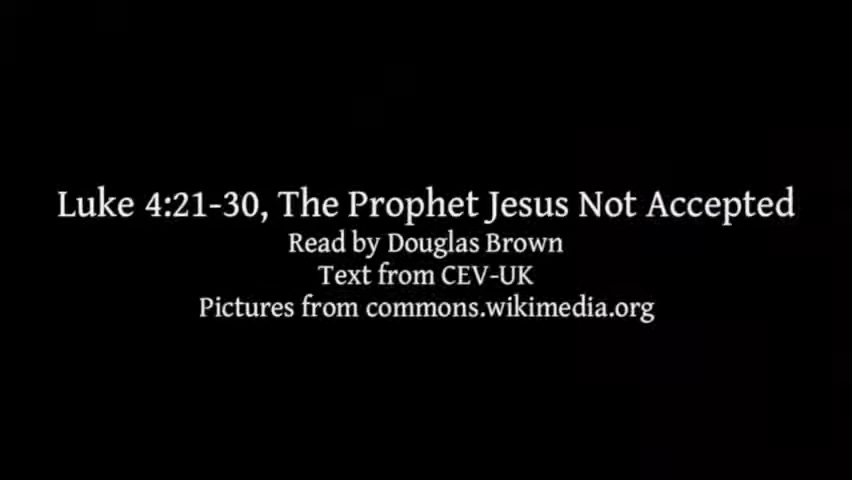 Luke 4:21-30, The Prophet Jesus Not Accepted
Read by Douglas Brown
Text from CEV-UK
Pictures from commons.wikimedia.org